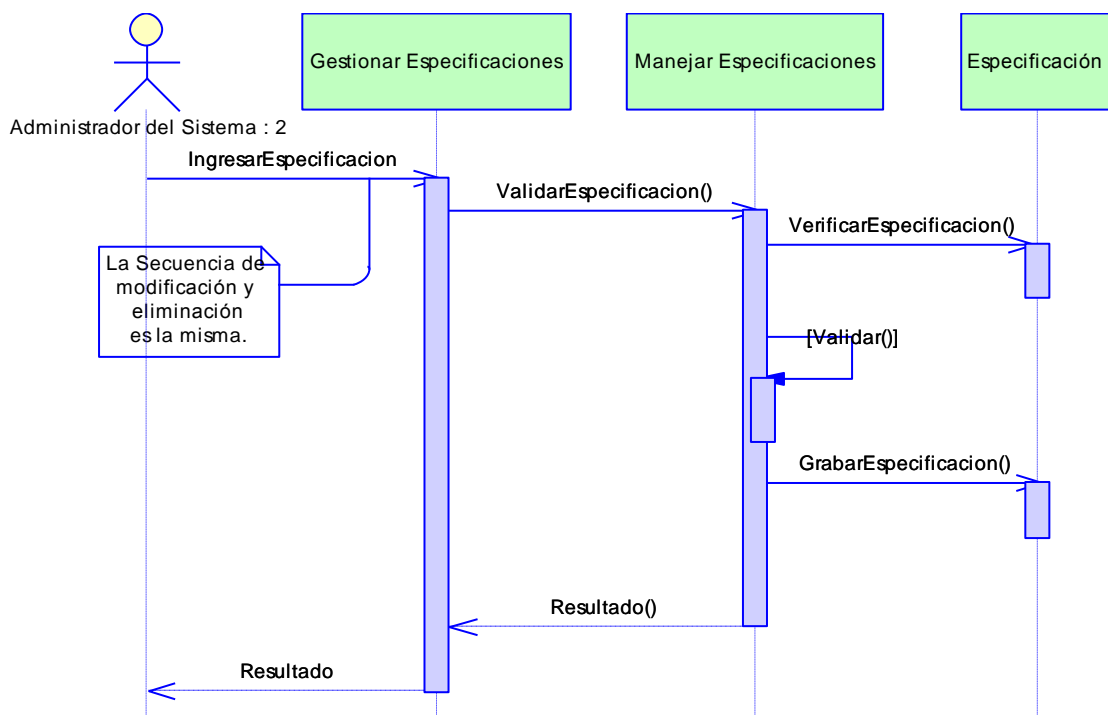 Gestionar Especificaciones
Manejar Especificaciones
Especificación
Administrador del Sistema : 2
IngresarEspecificacion
ValidarEspecificacion()
VerificarEspecificacion()
La Secuencia de
modificación y
eliminación
es la misma.
[Validar()]
GrabarEspecificacion()
Resultado()
Resultado